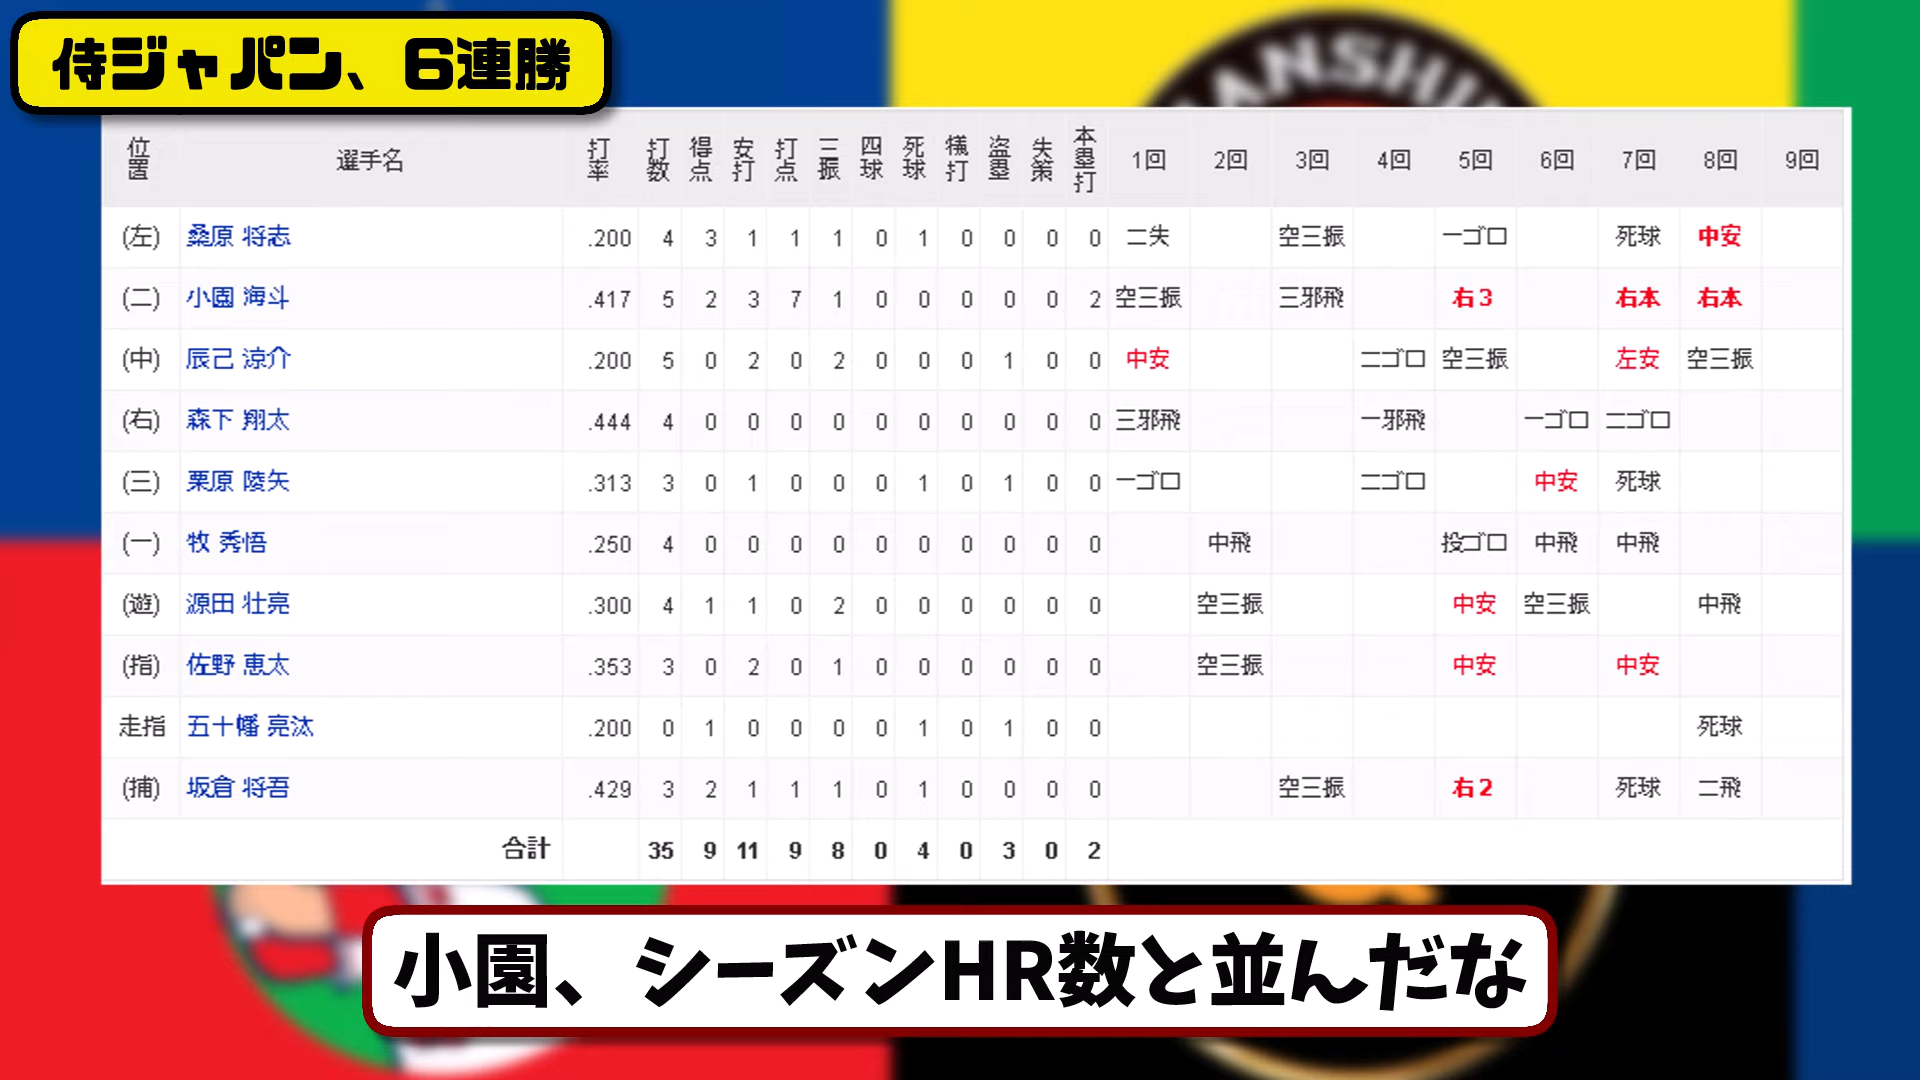 侍ジャパン、6連勝
ANSHI
位置 選手名 打率 打数 得点 安打 打点 三振 四球 死球 犠打 盗塁 失策 本塁打 1回 2回 3回 4回 5回 6回 7回 8回 9回
(左) 桑原 将志 .200 4 3 1 1 1 0 1 0 0 0 0 二失 空三振 一ゴロ 死球 中安
(二) 小園 海斗 .417 5 2 3 7 1 0 0 0 0 0 2 空三振 三邪飛 右3 右本 右本
(中) 辰己 涼介 .200 5 0 2 0 2 0 0 0 1 0 0 中安 二ゴロ 空三振 左安 空三振
(右) 森下 翔太 .444 4 0 0 0 0 0 0 0 0 0 0 三邪飛 一邪飛 一ゴロ 二ゴロ
(三) 栗原 陵矢 .313 3 0 1 0 0 0 1 0 1 0 0 一ゴロ 二ゴロ 中安 死球
(一) 牧 秀悟 .250 4 0 0 0 0 0 0 0 0 0 0 中飛 投ゴロ 中飛 中飛
(遊) 源田 壮亮 .300 4 1 1 0 2 0 0 0 0 0 0 空三振 中安 空三振 中飛
(指) 佐野 恵太 .353 3 0 2 0 1 0 0 0 0 0 0 空三振 中安 中安
走指 五十幡 亮汰 .200 0 1 0 0 0 0 1 0 1 0 0 死球
(捕) 坂倉 将吾 .429 3 2 1 1 1 0 1 0 0 0 0 空三振 右2 死球 二飛
合計 35 9 11 9 8 0 4 0 3 0 2
小園、シーズンHR数と並んだな